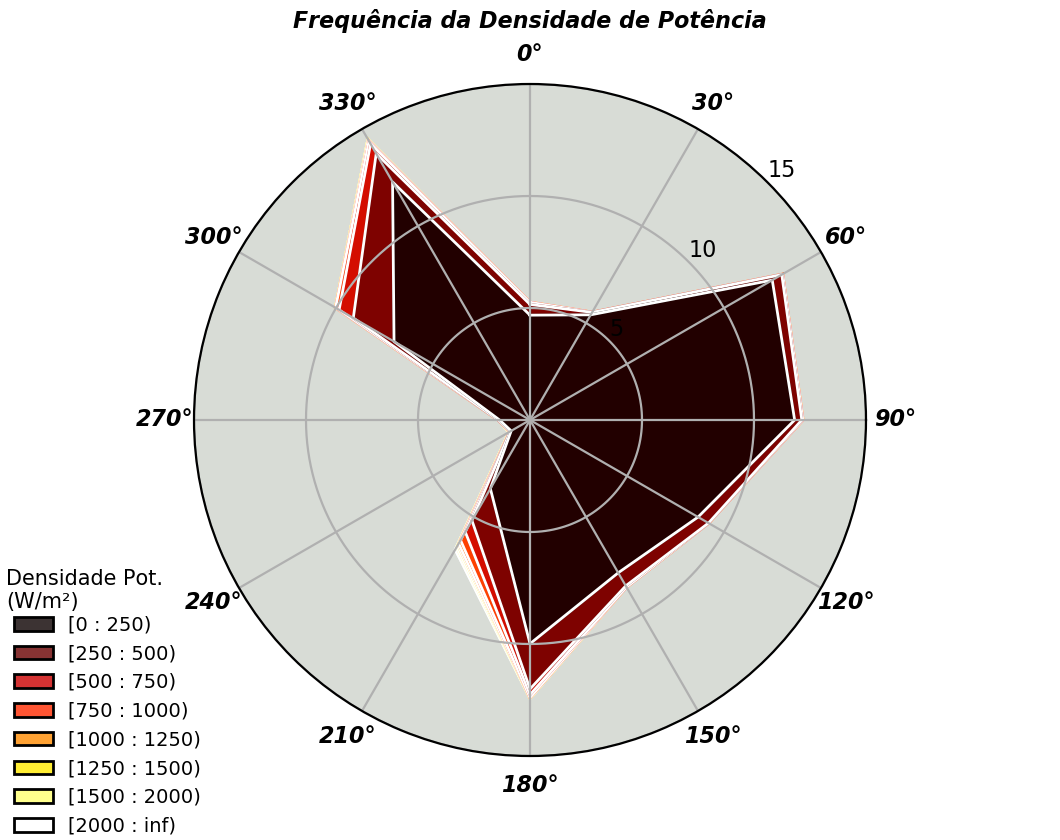 Frequência da Densidade de Potência
0°
330°
30°
15
300°
60°
10
5
270°
90°
240°
120°
210°
150°
180°
Densidade Pot.
(W/m²)
[0 : 250)
[250 : 500)
[500 : 750)
[750 : 1000)
[1000 : 1250)
[1250 : 1500)
[1500 : 2000)
[2000 : inf)